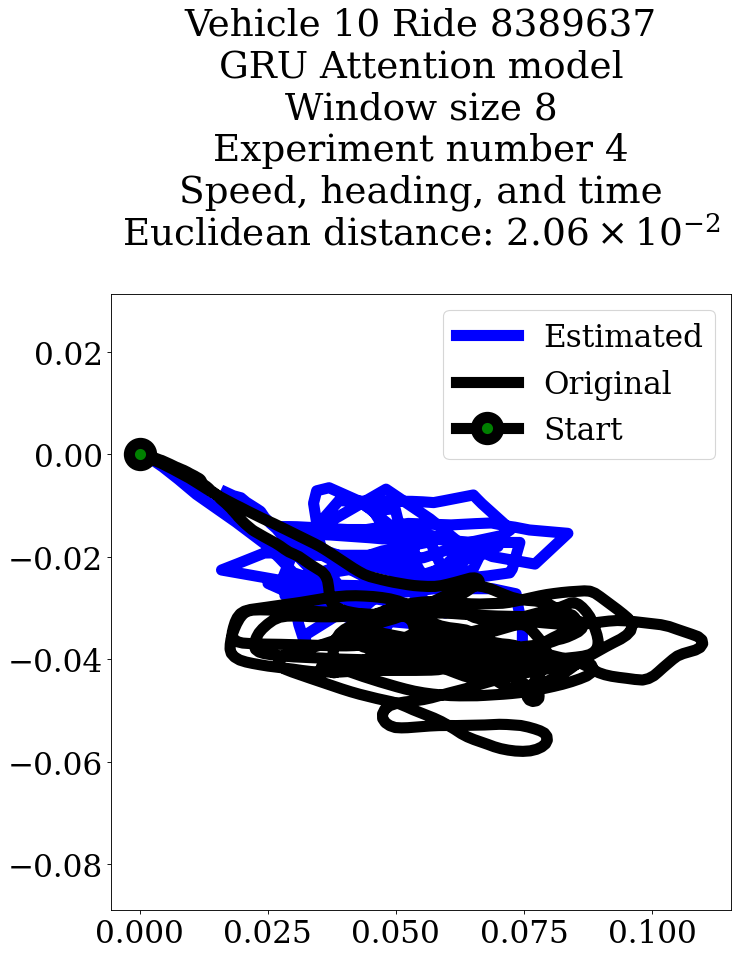 Vehicle 10 Ride 8389637
GRU Attention model
Window size 8
Experiment number 4
Speed, heading, and time
Euclidean distance: 2.06 × 10⁻²
Estimated
Original
Start
0.02
0.00
−0.02
−0.04
−0.06
−0.08
0.000 0.025 0.050 0.075 0.100